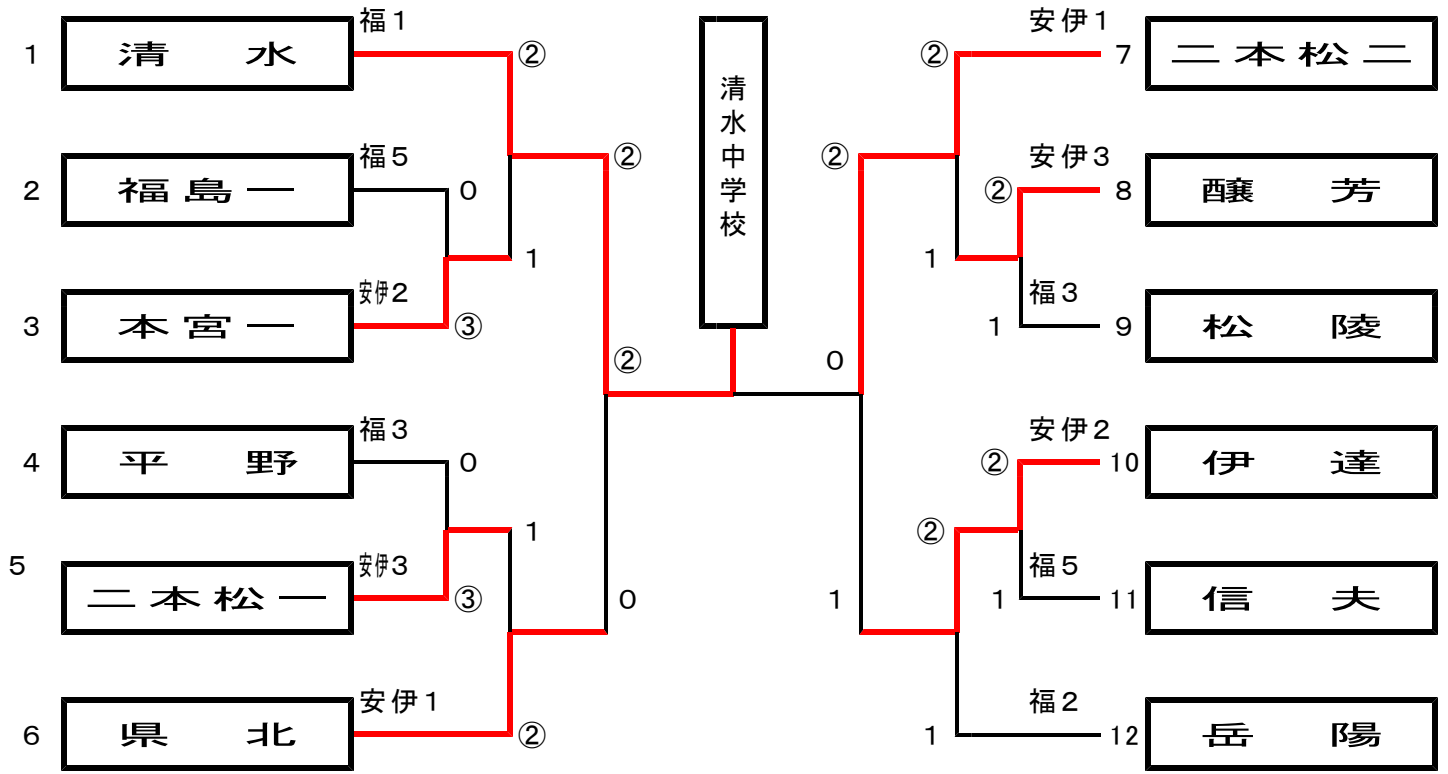 福１
1 清水 ②
福５
2 福島一 0
1
安伊２
3 本宮一 ③
②
②
福３
4 平野 0
1
安伊３
5 二本松一 ③
0
安伊１
6 県北 ②
清水中学校
安伊１
② 7 二本松二
②
安伊３
② 8 醸芳
1
福３
1 9 松陵
0
安伊２
② 10 伊達
②
福５
1 11 信夫
1
福２
1 12 岳陽